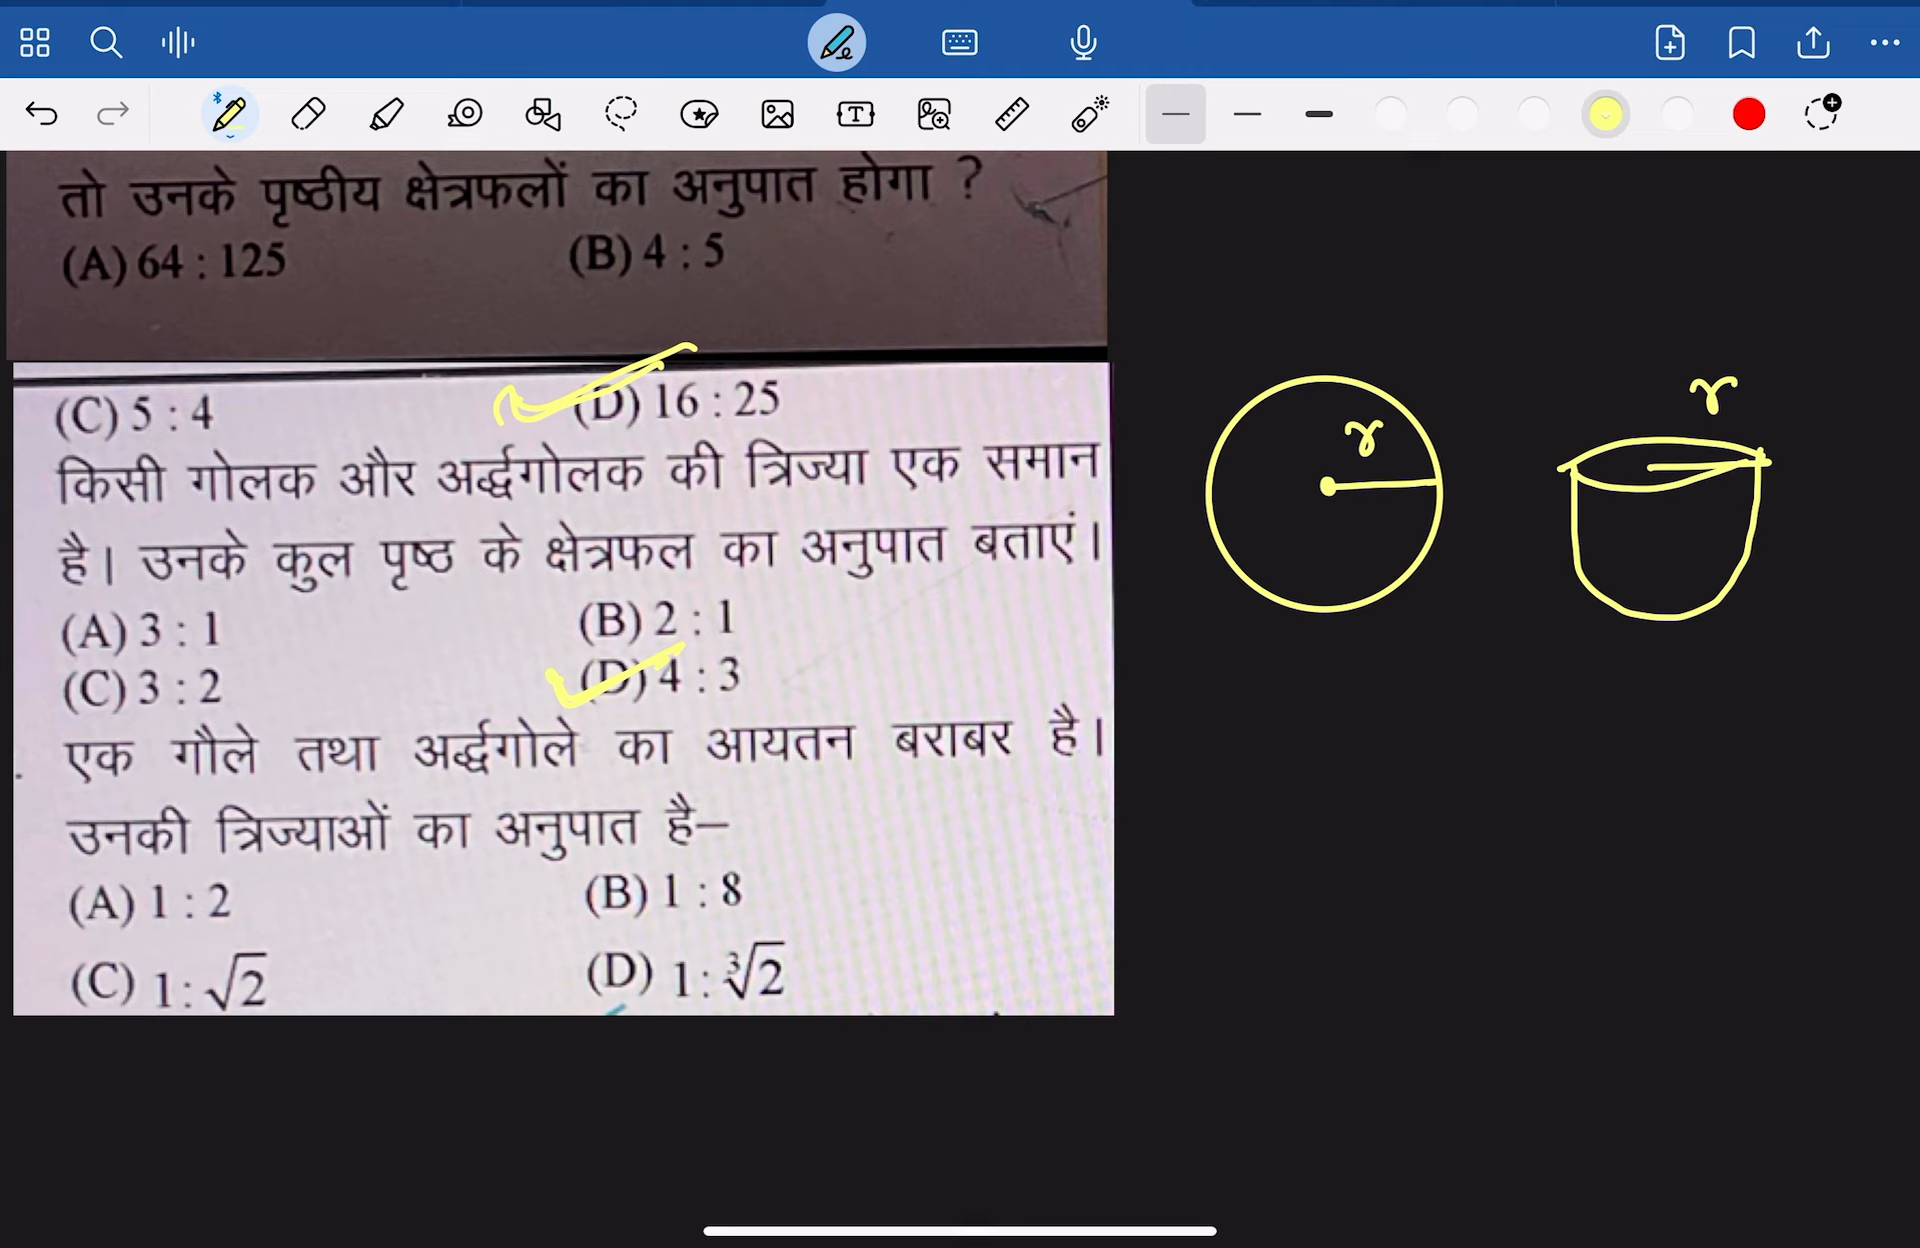 तो उनके पृष्ठीय क्षेत्रफलों का अनुपात होगा ?
(A) 64 : 125 (B) 4 : 5
(C) 5 : 4 (D) 16 : 25
किसी गोलक और अर्द्धगोलक की त्रिज्या एक समान
है। उनके कुल पृष्ठ के क्षेत्रफल का अनुपात बताएं।
(A) 3 : 1 (B) 2 : 1
(C) 3 : 2 (D) 4 : 3
एक गौले तथा अर्द्धगोले का आयतन बराबर है।
उनकी त्रिज्याओं का अनुपात है–
(A) 1 : 2 (B) 1 : 8
(C) 1 : √2 (D) 1 : ∛2
r
r